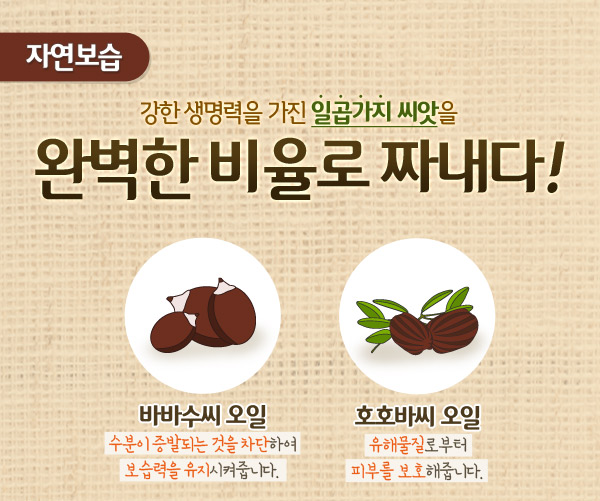 자연보습
강한 생명력을 가진 일곱가지 씨앗을
완벽한 비율로 짜내다!
바바수씨 오일
수분이 증발되는 것을 차단하여
보습력을 유지시켜줍니다.
호호바씨 오일
유해물질로부터
피부를 보호해줍니다.